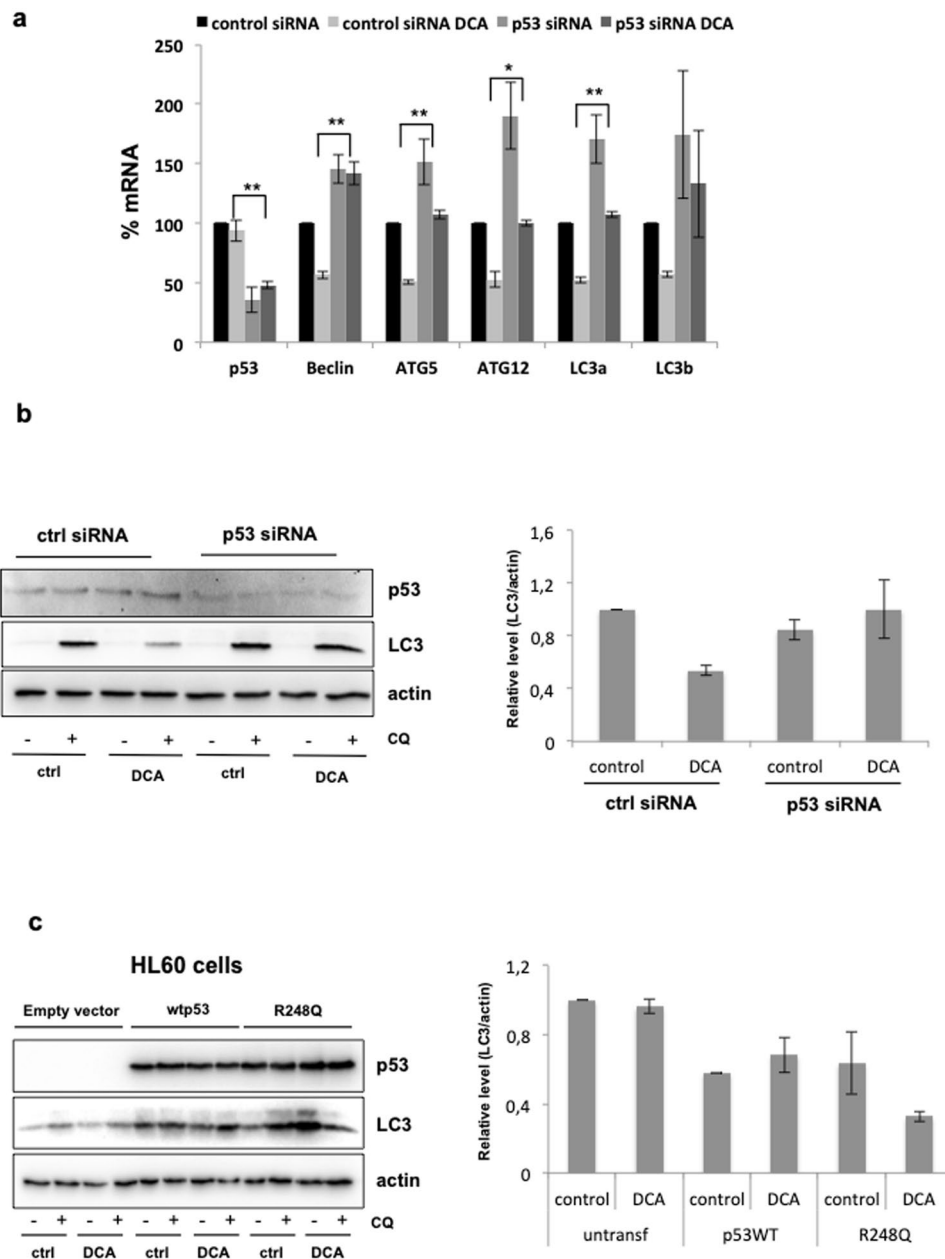 a
control siRNA control siRNA DCA p53 siRNA p53 siRNA DCA
% mRNA
250
200
150
100
50
0
** ** ** * **
p53 Beclin ATG5 ATG12 LC3a LC3b
b
ctrl siRNA p53 siRNA
p53
LC3
actin
- + - + - + - + CQ
ctrl DCA ctrl DCA
Relative level (LC3/actin)
1,6
1,2
0,8
0,4
0
control DCA control DCA
ctrl siRNA p53 siRNA
c
HL60 cells
Empty vector wtp53 R248Q
p53
LC3
actin
- + - + - + - + - + - + CQ
ctrl DCA ctrl DCA ctrl DCA
Relative level (LC3/actin)
1,2
0,8
0,4
0
control DCA control DCA control DCA
untransf p53WT R248Q